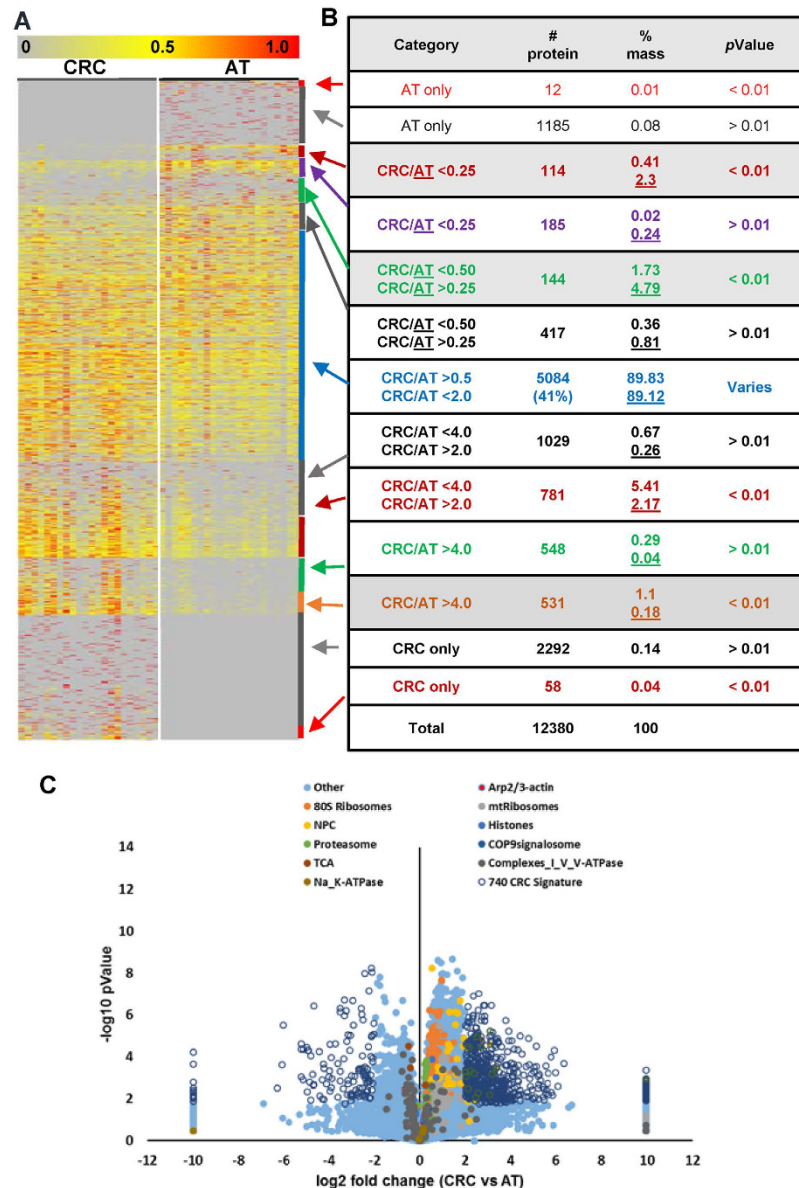 A
0 0.5 1.0
CRC AT
B
Category # protein % mass pValue
AT only 12 0.01 < 0.01
AT only 1185 0.08 > 0.01
CRC/AT <0.25 114 0.41 2.3 < 0.01
CRC/AT <0.25 185 0.02 0.24 > 0.01
CRC/AT <0.50 CRC/AT >0.25 144 1.73 4.79 < 0.01
CRC/AT <0.50 CRC/AT >0.25 417 0.36 0.81 > 0.01
CRC/AT >0.5 CRC/AT <2.0 5084 (41%) 89.83 89.12 Varies
CRC/AT <4.0 CRC/AT >2.0 1029 0.67 0.26 > 0.01
CRC/AT <4.0 CRC/AT >2.0 781 5.41 2.17 < 0.01
CRC/AT >4.0 548 0.29 0.04 > 0.01
CRC/AT >4.0 531 1.1 0.18 < 0.01
CRC only 2292 0.14 > 0.01
CRC only 58 0.04 < 0.01
Total 12380 100
C
Other Arp2/3-actin
80S Ribosomes mtRibosomes
NPC Histones
Proteasome COP9signalosome
TCA Complexes_I_V_V-ATPase
Na_K-ATPase 740 CRC Signature
-log10 pValue
14
12
10
8
6
4
2
0
-12 -10 -8 -6 -4 -2 0 2 4 6 8 10 12
log2 fold change (CRC vs AT)